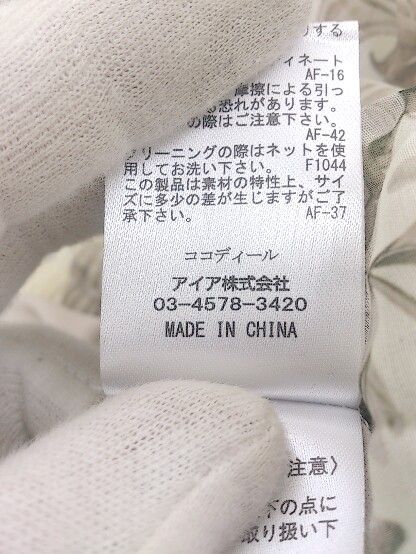 する
ィネート
AF-16
摩擦による引っ
る恐れがあります。
の際はご注意下さい。
AF-42
クリーニングの際はネットを使
用してお洗い下さい。 F1044
この製品は素材の特性上、サイ
ズに多少の差が生じますがご了
承下さい。 AF-37
ココディール
アイア株式会社
03-4578-3420
MADE IN CHINA
注意〉
下の点に
取り扱い下